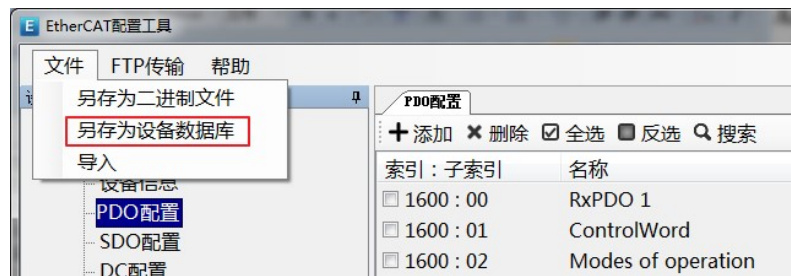 E EtherCAT配置工具
文件 FTP传输 帮助
另存为二进制文件
另存为设备数据库
导入
设备信息
PDO配置
SDO配置
DC配置
PDO配置
添加 删除 全选 反选 搜索
索引：子索引 名称
1600 : 00 RxPDO 1
1600 : 01 ControlWord
1600 : 02 Modes of operation